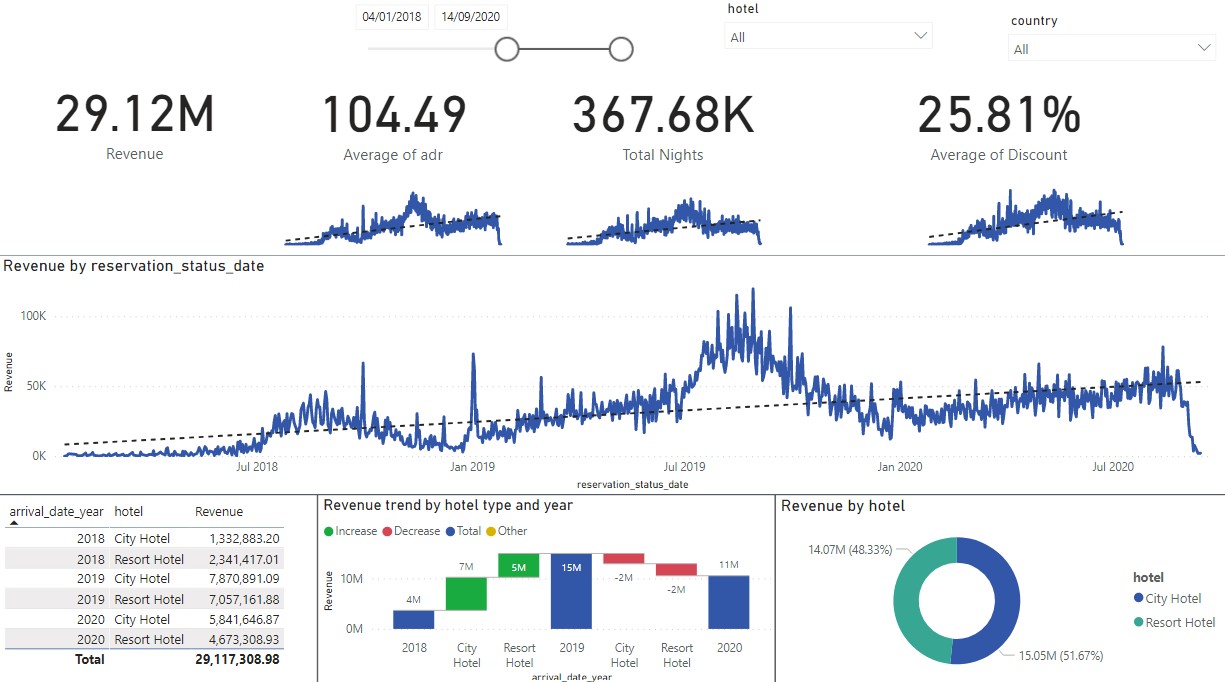 04/01/2018 14/09/2020
hotel
All
country
All
29.12M
Revenue
104.49
Average of adr
367.68K
Total Nights
25.81%
Average of Discount
Revenue by reservation_status_date
Revenue
100K
50K
0K
Jul 2018 Jan 2019 Jul 2019 Jan 2020 Jul 2020
reservation_status_date
arrival_date_year hotel Revenue
2018 City Hotel 1,332,883.20
2018 Resort Hotel 2,341,417.01
2019 City Hotel 7,870,891.09
2019 Resort Hotel 7,057,161.88
2020 City Hotel 5,841,646.87
2020 Resort Hotel 4,673,308.93
Total 29,117,308.98
Revenue trend by hotel type and year
Increase Decrease Total Other
Revenue
10M
0M
4M
7M
5M
15M
-2M
-2M
11M
2018 City Hotel Resort Hotel 2019 City Hotel Resort Hotel 2020
arrival_date_year
Revenue by hotel
14.07M (48.33%)
15.05M (51.67%)
hotel
City Hotel
Resort Hotel